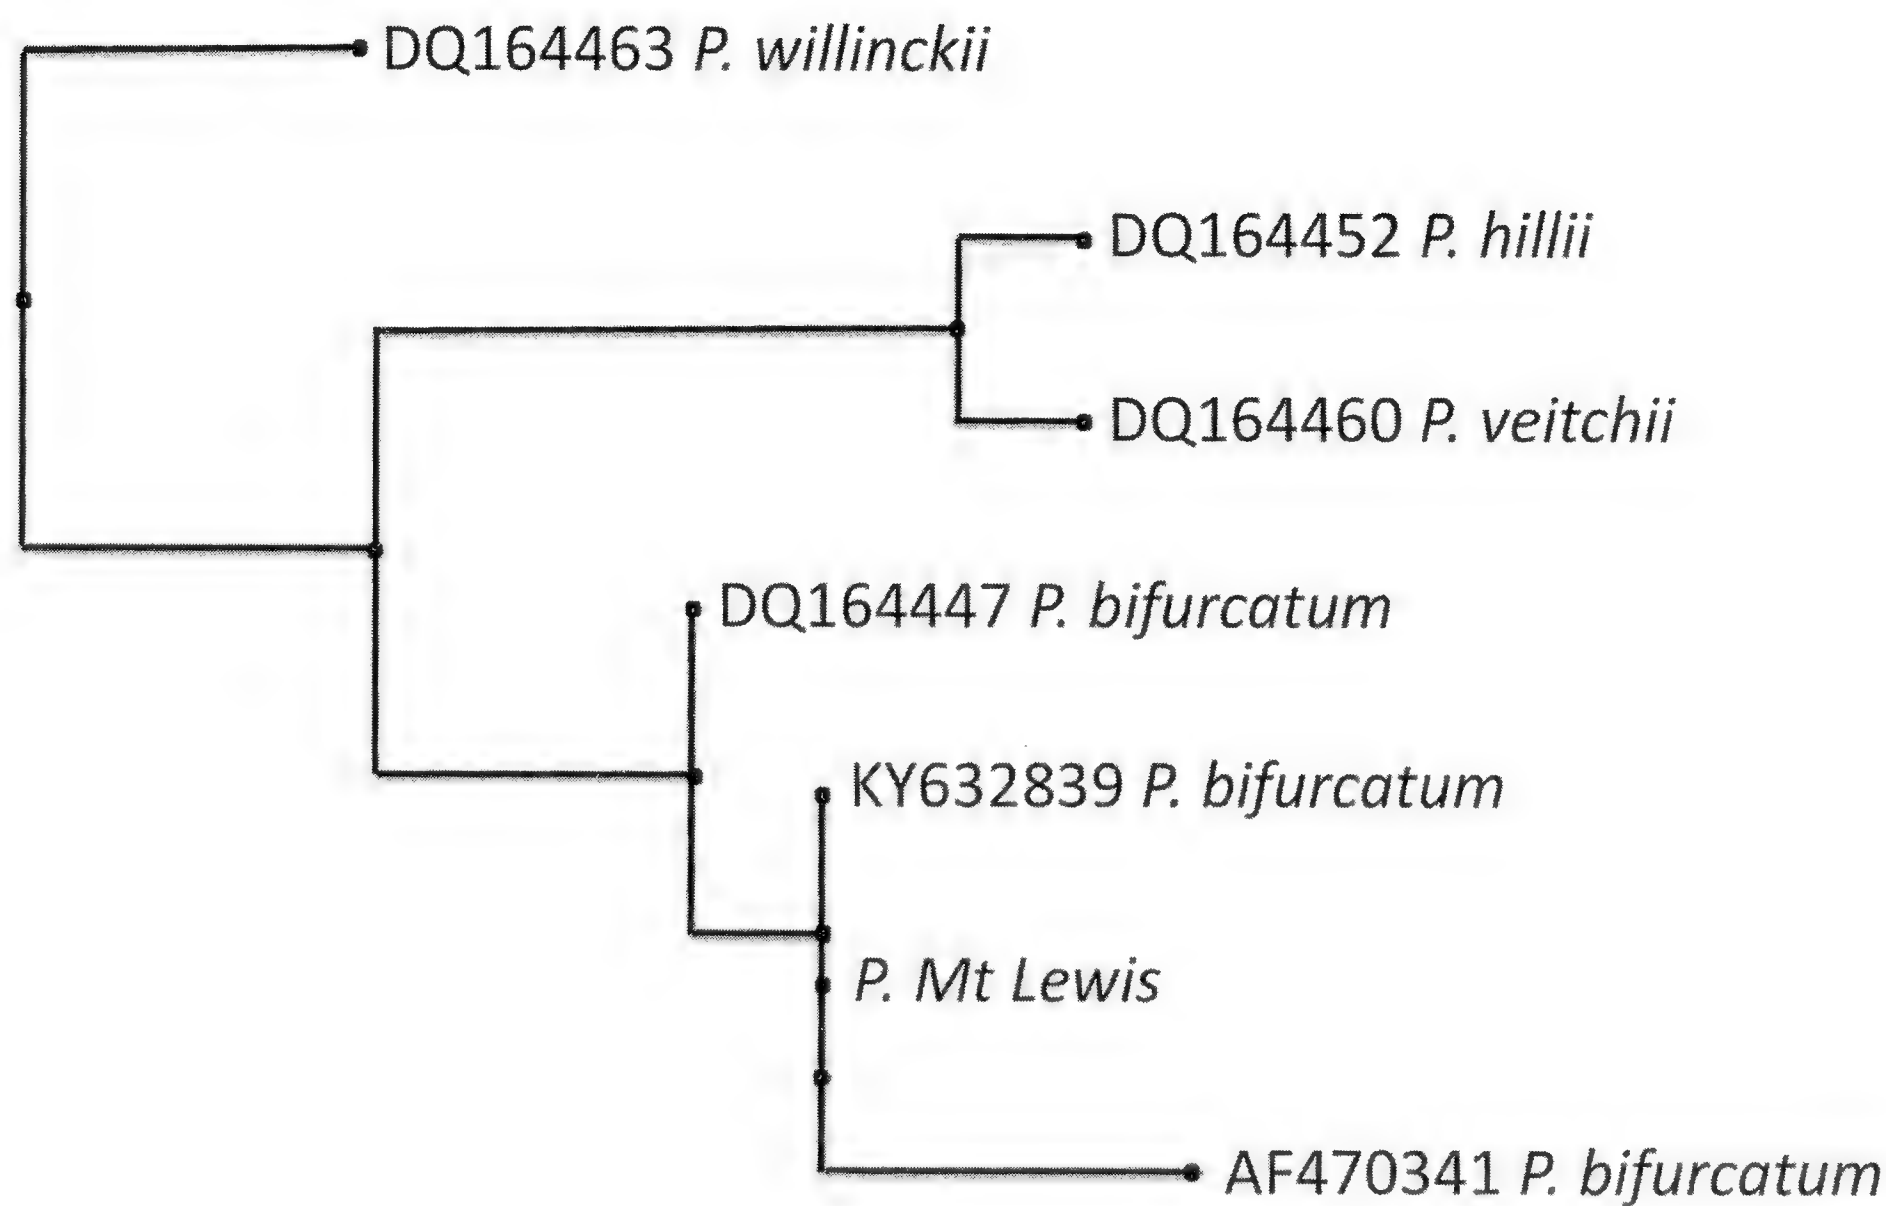 DQ164463 P. willinckii
DQ164452 P. hillii
DQ164460 P. veitchii
DQ164447 P. bifurcatum
KY632839 P. bifurcatum
P. Mt Lewis
AF470341 P. bifurcatum